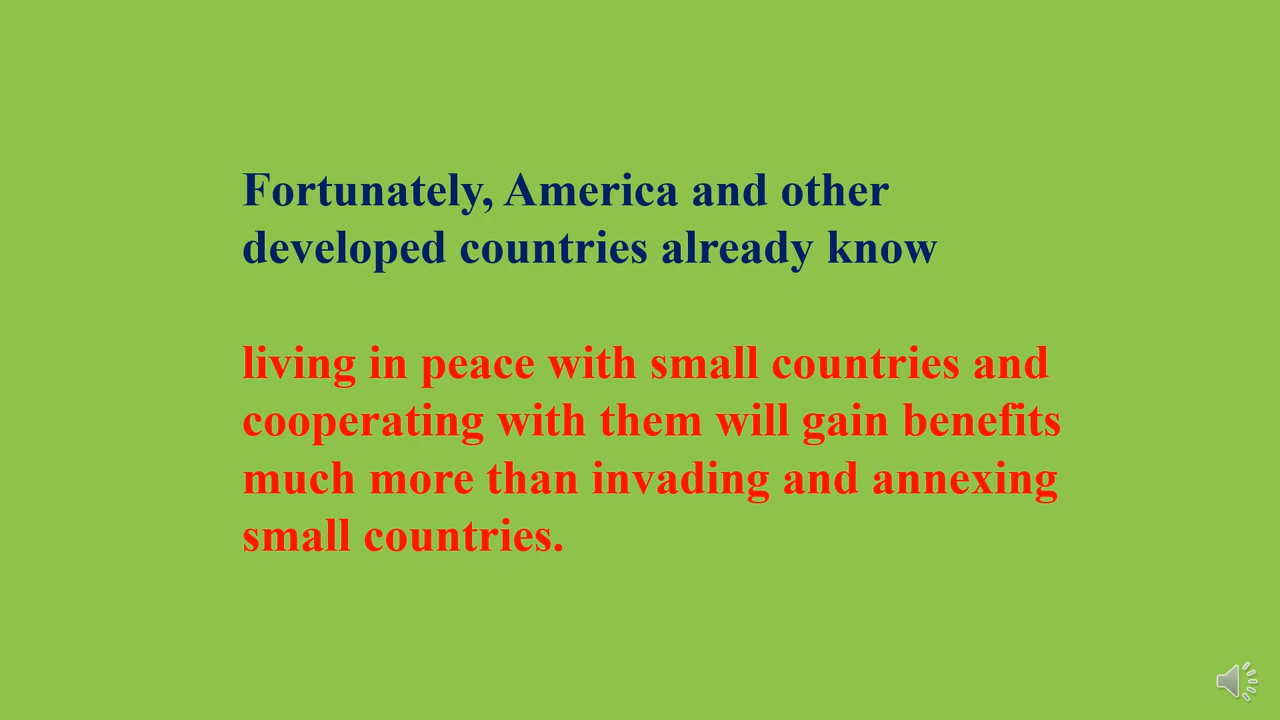 Fortunately, America and other
developed countries already know
living in peace with small countries and
cooperating with them will gain benefits
much more than invading and annexing
small countries.